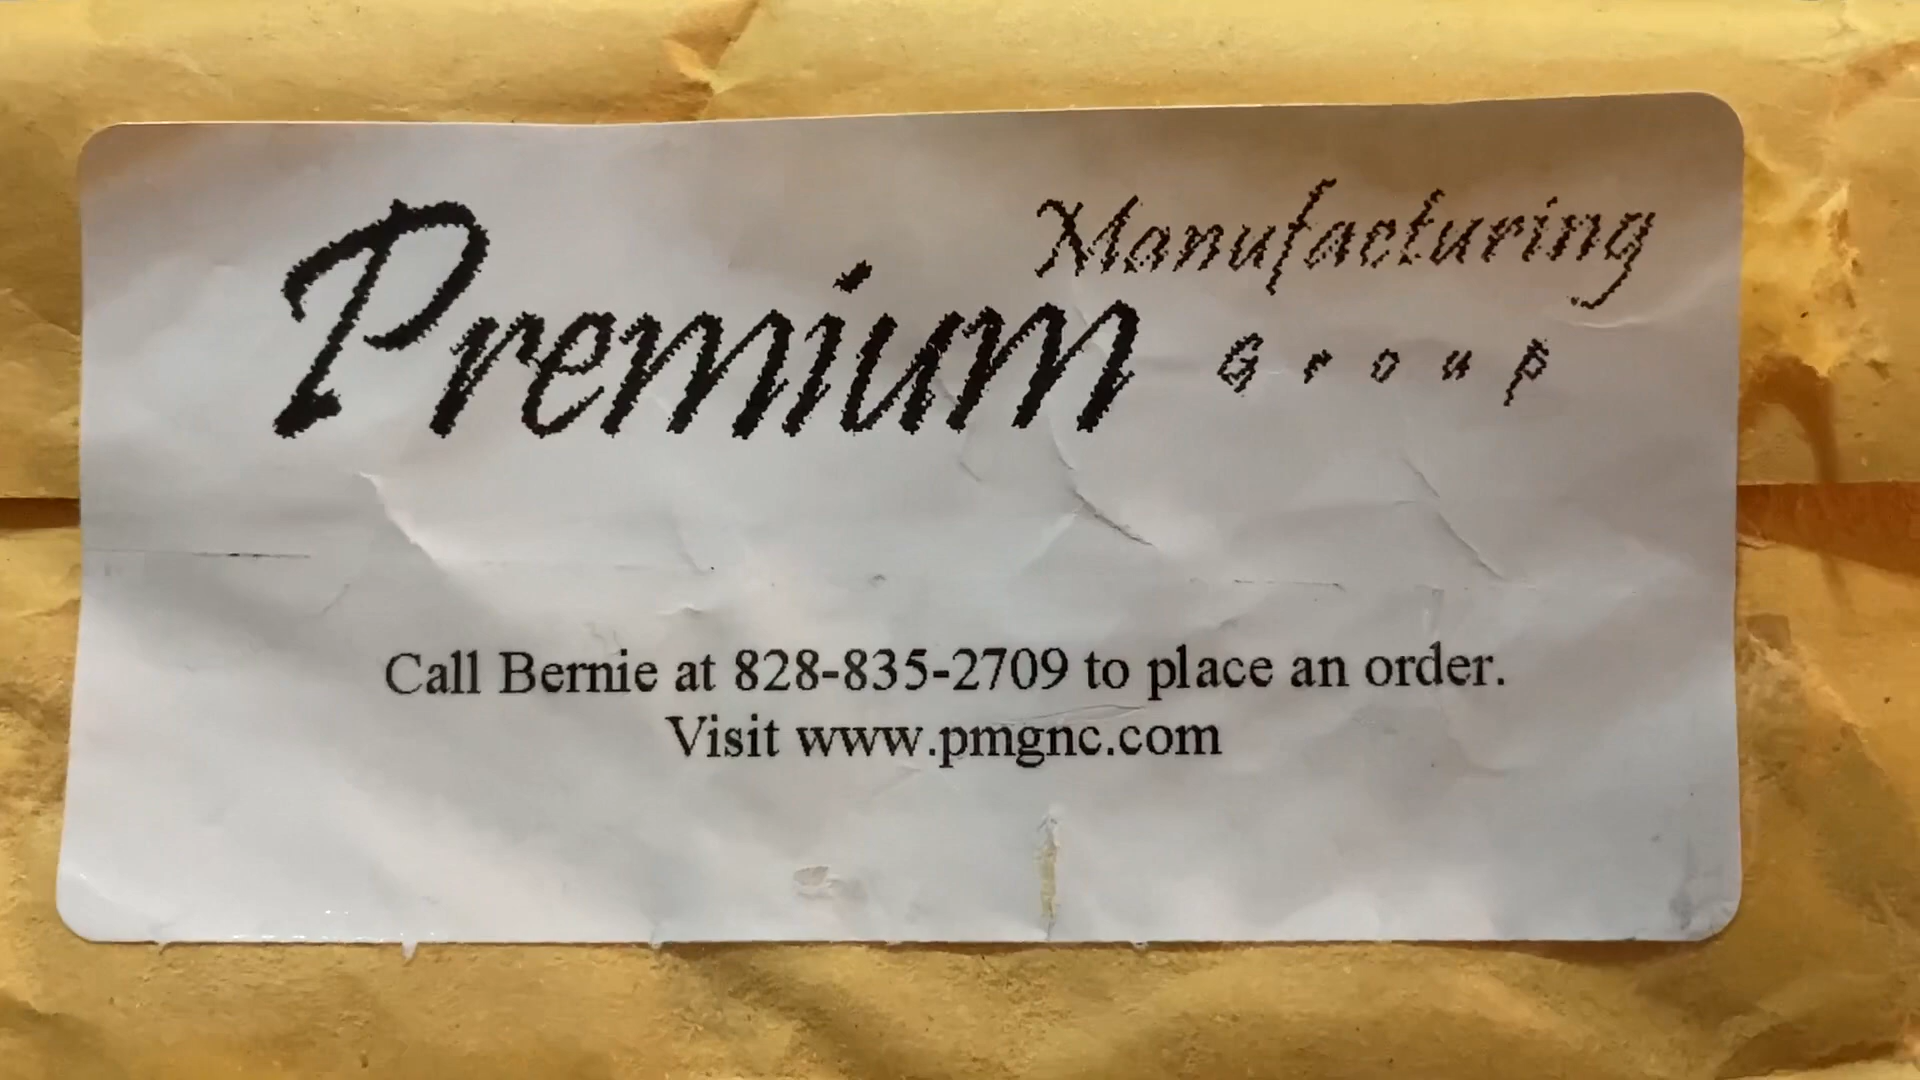 Premium Manufacturing
Group
Call Bernie at 828-835-2709 to place an order.
Visit www.pmgnc.com